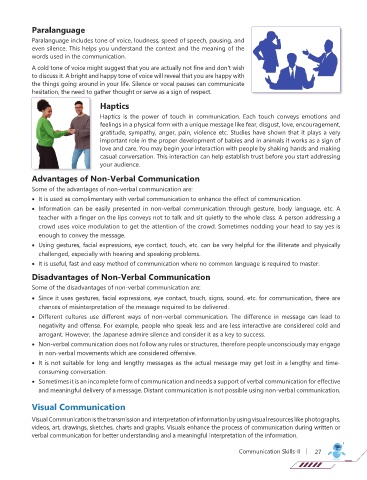 Paralanguage
Paralanguage includes tone of voice, loudness, speed of speech, pausing, and
even silence. This helps you understand the context and the meaning of the
words used in the communication.
A cold tone of voice might suggest that you are actually not fine and don't wish
to discuss it. A bright and happy tone of voice will reveal that you are happy with
the things going around in your life. Silence or vocal pauses can communicate
hesitation, the need to gather thought or serve as a sign of respect.
Haptics
Haptics is the power of touch in communication. Each touch conveys emotions and
feelings in a physical form with a unique message like fear, disgust, love, encouragement,
gratitude, sympathy, anger, pain, violence etc. Studies have shown that it plays a very
important role in the proper development of babies and in animals it works as a sign of
love and care. You may begin your interaction with people by shaking hands and making
casual conversation. This interaction can help establish trust before you start addressing
your audience.
Advantages of Non-Verbal Communication
Some of the advantages of non-verbal communication are:
• It is used as complimentary with verbal communication to enhance the effect of communication.
• Information can be easily presented in non-verbal communication through gesture, body language, etc. A
teacher with a finger on the lips conveys not to talk and sit quietly to the whole class. A person addressing a
crowd uses voice modulation to get the attention of the crowd. Sometimes nodding your head to say yes is
enough to convey the message.
• Using gestures, facial expressions, eye contact, touch, etc. can be very helpful for the illiterate and physically
challenged, especially with hearing and speaking problems.
• It is useful, fast and easy method of communication where no common language is required to master.
Disadvantages of Non-Verbal Communication
Some of the disadvantages of non-verbal communication are:
• Since it uses gestures, facial expressions, eye contact, touch, signs, sound, etc. for communication, there are
chances of misinterpretation of the message required to be delivered.
• Different cultures use different ways of non-verbal communication. The difference in message can lead to
negativity and offense. For example, people who speak less and are less interactive are considered cold and
arrogant. However, the Japanese admire silence and consider it as a key to success.
• Non-verbal communication does not follow any rules or structures, therefore people unconsciously may engage
in non-verbal movements which are considered offensive.
• It is not suitable for long and lengthy messages as the actual message may get lost in a lengthy and time-
consuming conversation.
• Sometimes it is an incomplete form of communication and needs a support of verbal communication for effective
and meaningful delivery of a message. Distant communication is not possible using non-verbal communication.
Visual Communication
Visual Communication is the transmission and interpretation of information by using visual resources like photographs,
videos, art, drawings, sketches, charts and graphs. Visuals enhance the process of communication during written or
verbal communication for better understanding and a meaningful interpretation of the information.
Communication Skills-II | 27